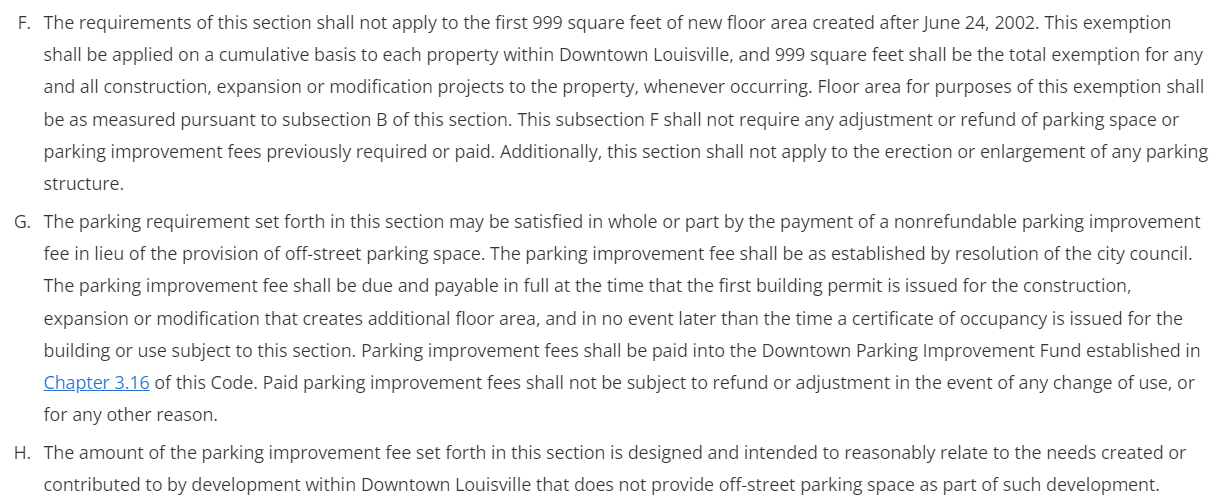 F. The requirements of this section shall not apply to the first 999 square feet of new floor area created after June 24, 2002. This exemption
shall be applied on a cumulative basis to each property within Downtown Louisville, and 999 square feet shall be the total exemption for any
and all construction, expansion or modification projects to the property, whenever occurring. Floor area for purposes of this exemption shall
be as measured pursuant to subsection B of this section. This subsection F shall not require any adjustment or refund of parking space or
parking improvement fees previously required or paid. Additionally, this section shall not apply to the erection or enlargement of any parking
structure.
G. The parking requirement set forth in this section may be satisfied in whole or part by the payment of a nonrefundable parking improvement
fee in lieu of the provision of off-street parking space. The parking improvement fee shall be as established by resolution of the city council.
The parking improvement fee shall be due and payable in full at the time that the first building permit is issued for the construction,
expansion or modification that creates additional floor area, and in no event later than the time a certificate of occupancy is issued for the
building or use subject to this section. Parking improvement fees shall be paid into the Downtown Parking Improvement Fund established in
Chapter 3.16 of this Code. Paid parking improvement fees shall not be subject to refund or adjustment in the event of any change of use, or
for any other reason.
H. The amount of the parking improvement fee set forth in this section is designed and intended to reasonably relate to the needs created or
contributed to by development within Downtown Louisville that does not provide off-street parking space as part of such development.